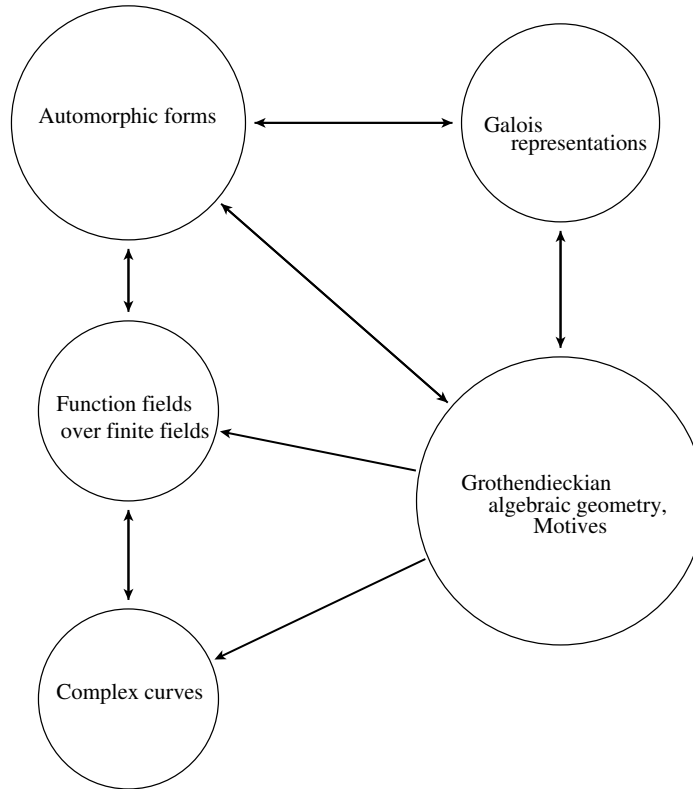 Automorphic forms
Galois
representations
Function fields
over finite fields
Grothendieckian
algebraic geometry,
Motives
Complex curves